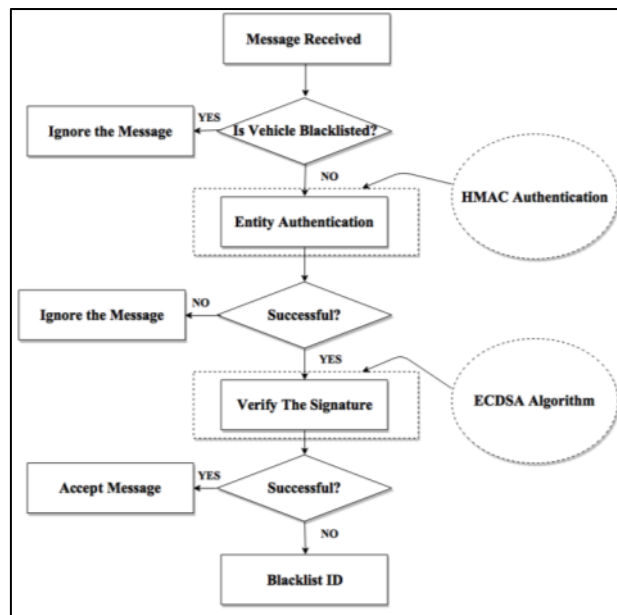 Message Received
Is Vehicle Blacklisted?
YES
Ignore the Message
NO
HMAC Authentication
Entity Authentication
Successful?
NO
Ignore the Message
YES
ECDSA Algorithm
Verify The Signature
Successful?
YES
Accept Message
NO
Blacklist ID